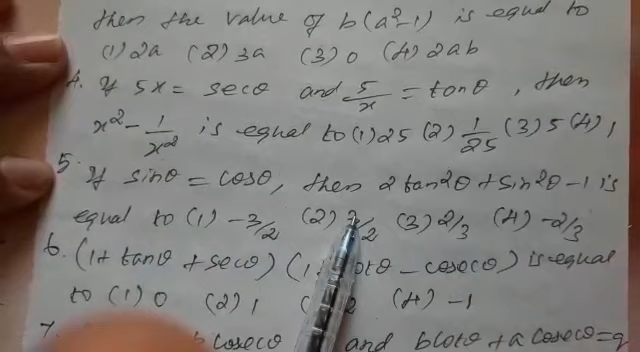 then the value of b(a²-1) is equal to
(1) 2a (2) 3a (3) 0 (4) 2ab
4. If 5x = secθ and 5/x = tanθ, then
x² - 1/x² is equal to (1) 25 (2) 1/25 (3) 5 (4) 1
5. If sinθ = cosθ, then 2tan²θ + sin²θ - 1 is
equal to (1) -3/2 (2) 3/2 (3) 2/3 (4) -2/3
6. (1 + tanθ + secθ) (1 cotθ - cosecθ) is equal
to (1) 0 (2) 1 2 (4) -1
7. b cosecθ and b cotθ + a cosecθ = q